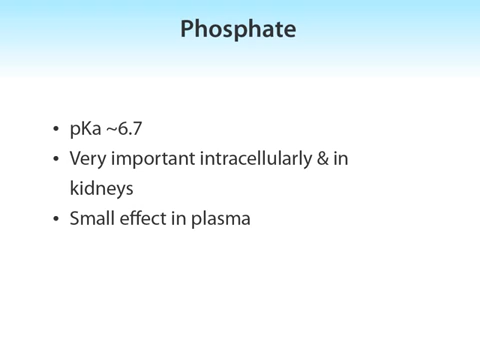 Phosphate
• pKa ~6.7
• Very important intracellularly & in
kidneys
• Small effect in plasma